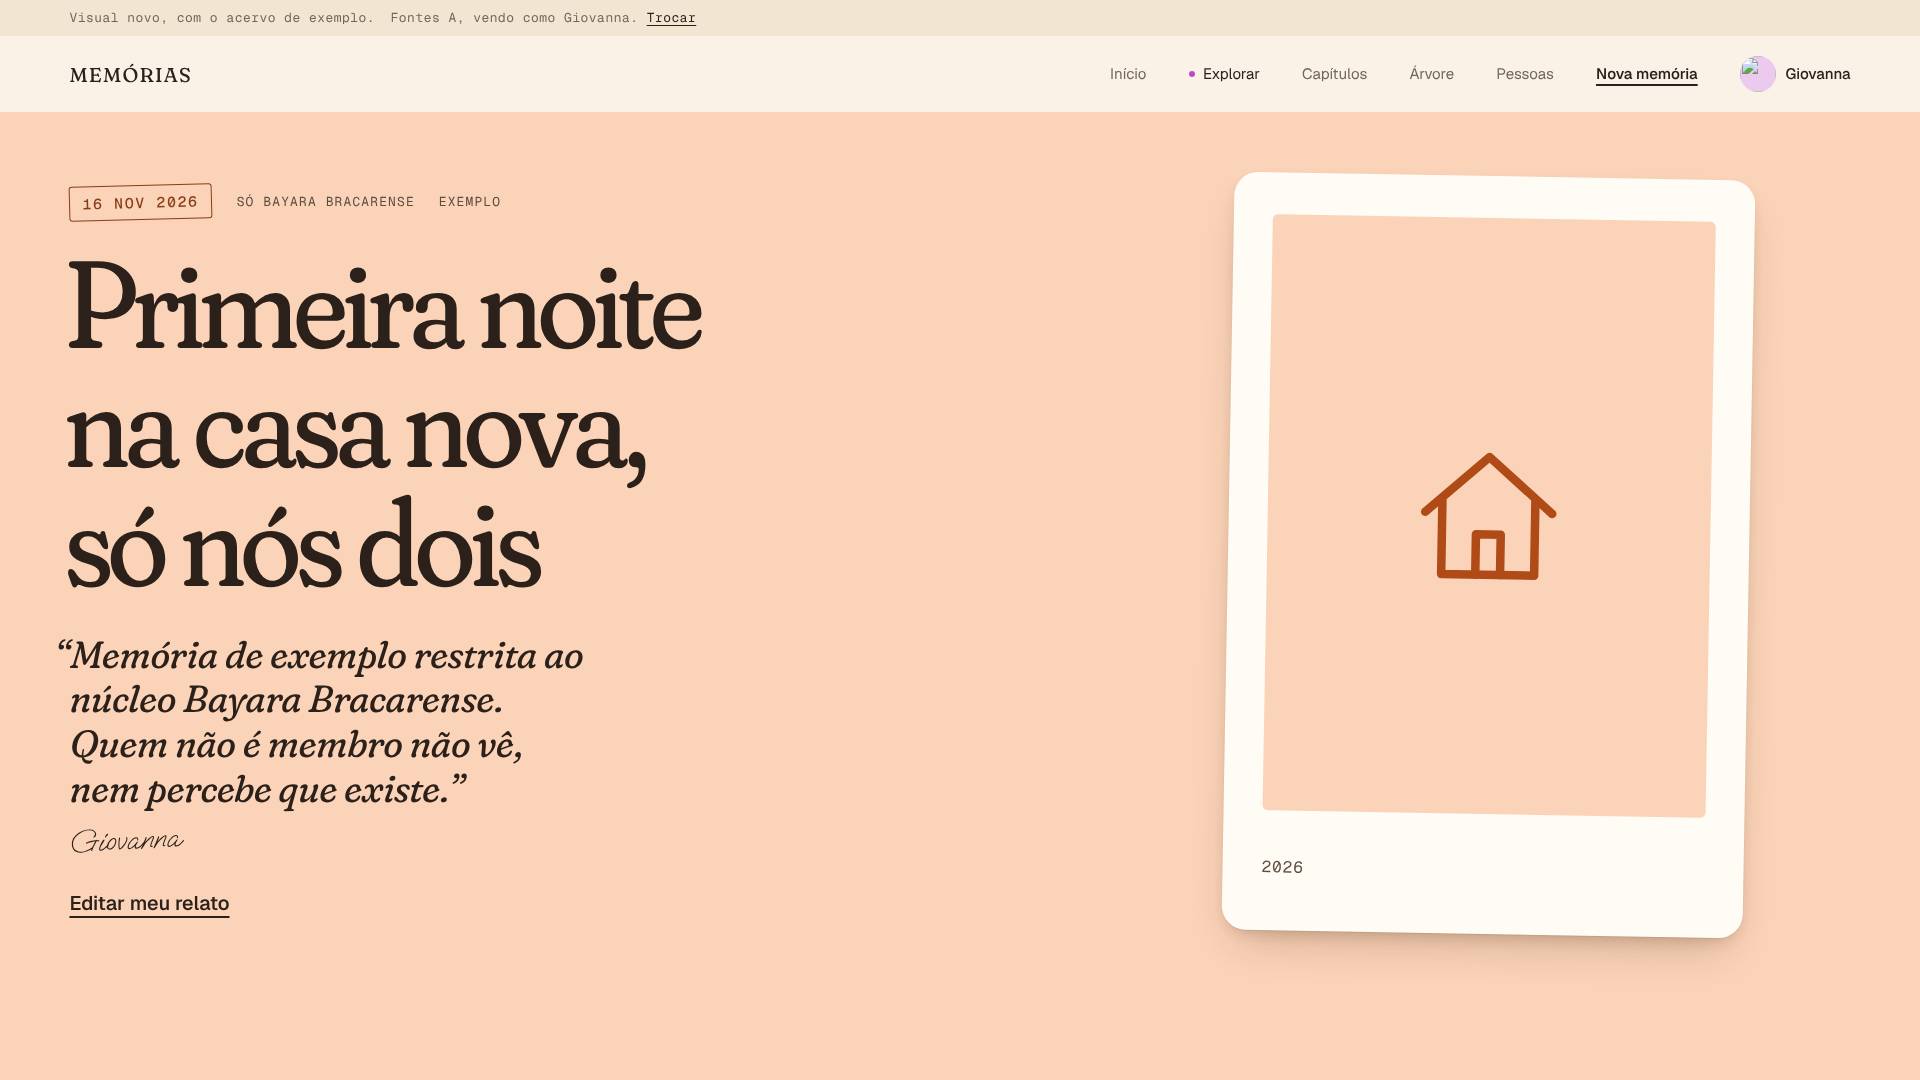 Visual novo, com o acervo de exemplo. Fontes A, vendo como Giovanna. Trocar
MEMÓRIAS
Início
Explorar
Capítulos
Árvore
Pessoas
Nova memória
Giovanna
16 NOV 2026
SÓ BAYARA BRACARENSE
EXEMPLO
Primeira noite
na casa nova,
só nós dois
“Memória de exemplo restrita ao
núcleo Bayara Bracarense.
Quem não é membro não vê,
nem percebe que existe.”
Giovanna
Editar meu relato
2026